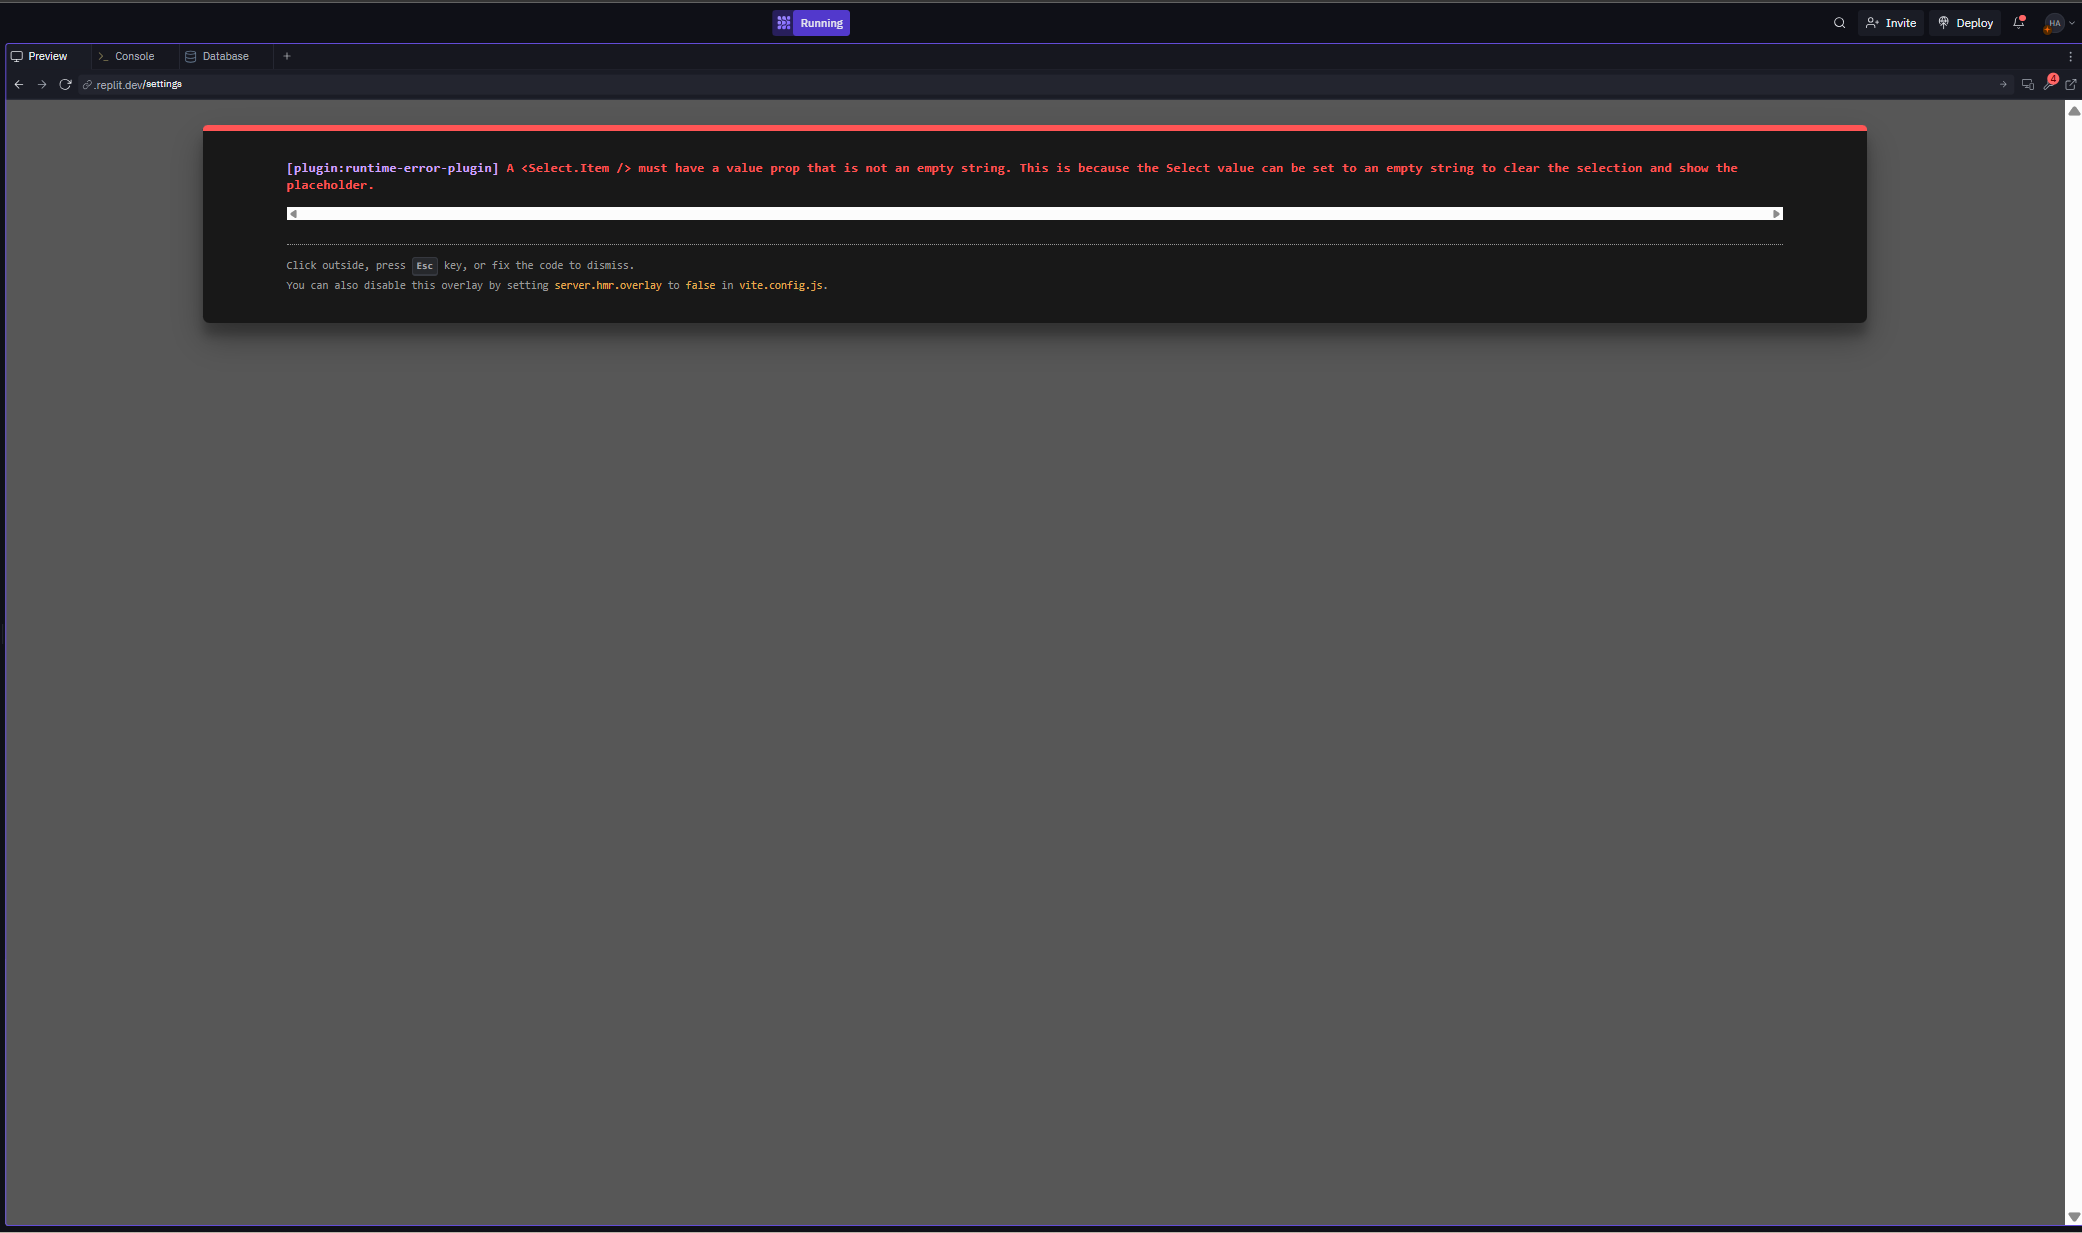 Running
Invite
Deploy
HA
Preview
Console
Database
.replit.dev/settings
4
[plugin:runtime-error-plugin] A <Select.Item /> must have a value prop that is not an empty string. This is because the Select value can be set to an empty string to clear the selection and show the
placeholder.
Click outside, press Esc key, or fix the code to dismiss.
You can also disable this overlay by setting server.hmr.overlay to false in vite.config.js.